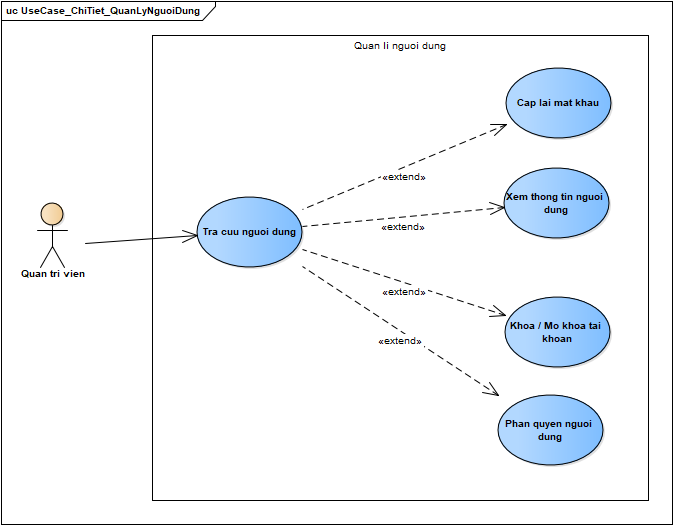 uc UseCase_ChiTiet_QuanLyNguoiDung
Quan li nguoi dung
Cap lai mat khau
«extend»
Xem thong tin nguoi
dung
Tra cuu nguoi dung
«extend»
Quan tri vien
«extend»
Khoa / Mo khoa tai
khoan
«extend»
Phan quyen nguoi
dung